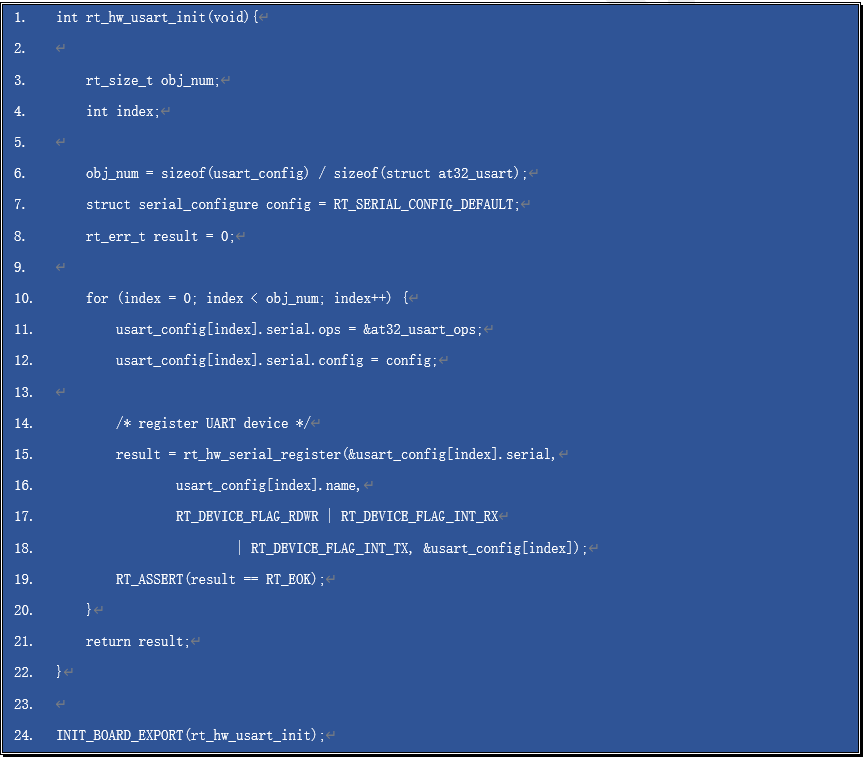 1. int rt_hw_usart_init(void){↵
2. ↵
3. rt_size_t obj_num;↵
4. int index;↵
5. ↵
6. obj_num = sizeof(usart_config) / sizeof(struct at32_usart);↵
7. struct serial_configure config = RT_SERIAL_CONFIG_DEFAULT;↵
8. rt_err_t result = 0;↵
9. ↵
10. for (index = 0; index < obj_num; index++) {↵
11. usart_config[index].serial.ops = &at32_usart_ops;↵
12. usart_config[index].serial.config = config;↵
13. ↵
14. /* register UART device */↵
15. result = rt_hw_serial_register(&usart_config[index].serial,↵
16. usart_config[index].name,↵
17. RT_DEVICE_FLAG_RDWR | RT_DEVICE_FLAG_INT_RX↵
18. | RT_DEVICE_FLAG_INT_TX, &usart_config[index]);↵
19. RT_ASSERT(result == RT_EOK);↵
20. }↵
21. return result;↵
22. }↵
23. ↵
24. INIT_BOARD_EXPORT(rt_hw_usart_init);↵